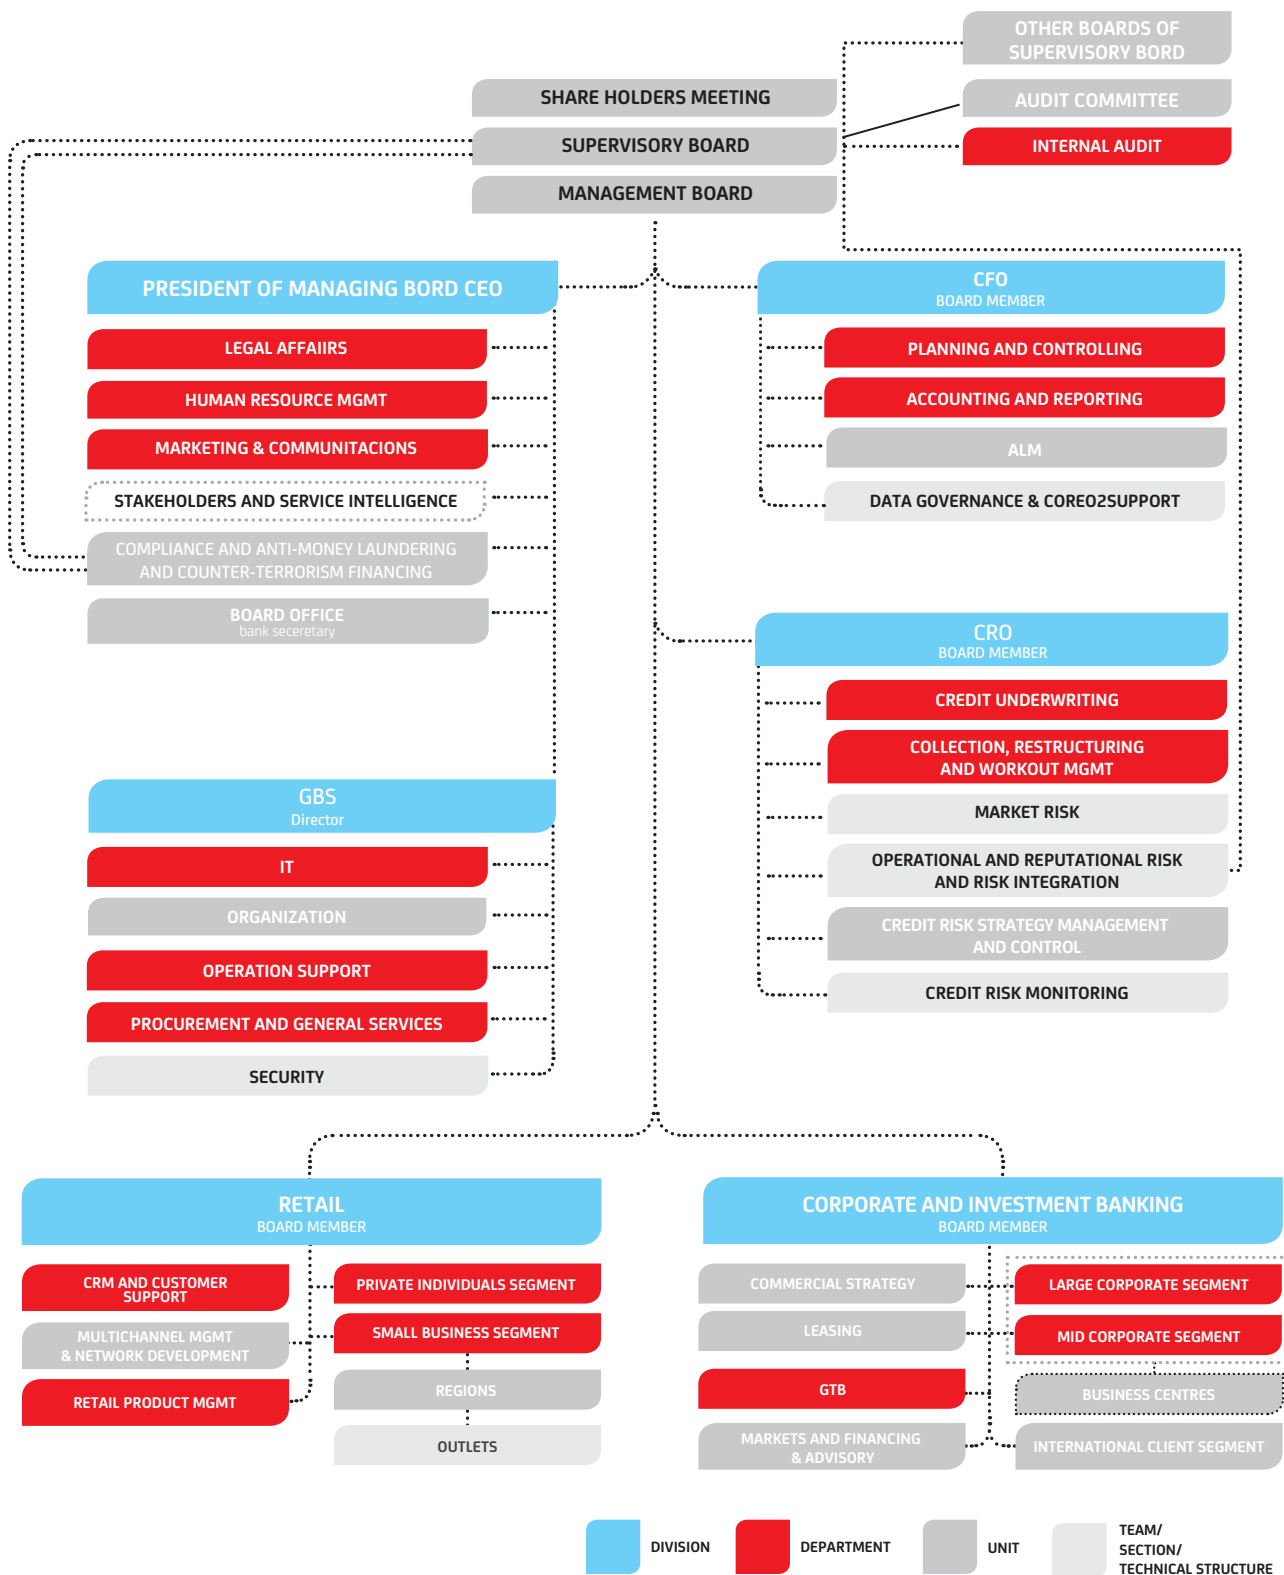 OTHER BOARDS OF
SUPERVISORY BORD
SHARE HOLDERS MEETING
AUDIT COMMITTEE
SUPERVISORY BOARD
INTERNAL AUDIT
MANAGEMENT BOARD
PRESIDENT OF MANAGING BORD CEO
LEGAL AFFAIIRS
HUMAN RESOURCE MGMT
MARKETING & COMMUNITACIONS
STAKEHOLDERS AND SERVICE INTELLIGENCE
COMPLIANCE AND ANTI-MONEY LAUNDERING
AND COUNTER-TERRORISM FINANCING
BOARD OFFICE
bank seceretary
CFO
BOARD MEMBER
PLANNING AND CONTROLLING
ACCOUNTING AND REPORTING
ALM
DATA GOVERNANCE & COREO2SUPPORT
CRO
BOARD MEMBER
CREDIT UNDERWRITING
COLLECTION, RESTRUCTURING
AND WORKOUT MGMT
MARKET RISK
OPERATIONAL AND REPUTATIONAL RISK
AND RISK INTEGRATION
CREDIT RISK STRATEGY MANAGEMENT
AND CONTROL
CREDIT RISK MONITORING
GBS
Director
IT
ORGANIZATION
OPERATION SUPPORT
PROCUREMENT AND GENERAL SERVICES
SECURITY
RETAIL
BOARD MEMBER
CRM AND CUSTOMER
SUPPORT
MULTICHANNEL MGMT
& NETWORK DEVELOPMENT
RETAIL PRODUCT MGMT
PRIVATE INDIVIDUALS SEGMENT
SMALL BUSINESS SEGMENT
REGIONS
OUTLETS
CORPORATE AND INVESTMENT BANKING
BOARD MEMBER
COMMERCIAL STRATEGY
LEASING
GTB
MARKETS AND FINANCING
& ADVISORY
LARGE CORPORATE SEGMENT
MID CORPORATE SEGMENT
BUSINESS CENTRES
INTERNATIONAL CLIENT SEGMENT
DIVISION
DEPARTMENT
UNIT
TEAM/
SECTION/
TECHNICAL STRUCTURE